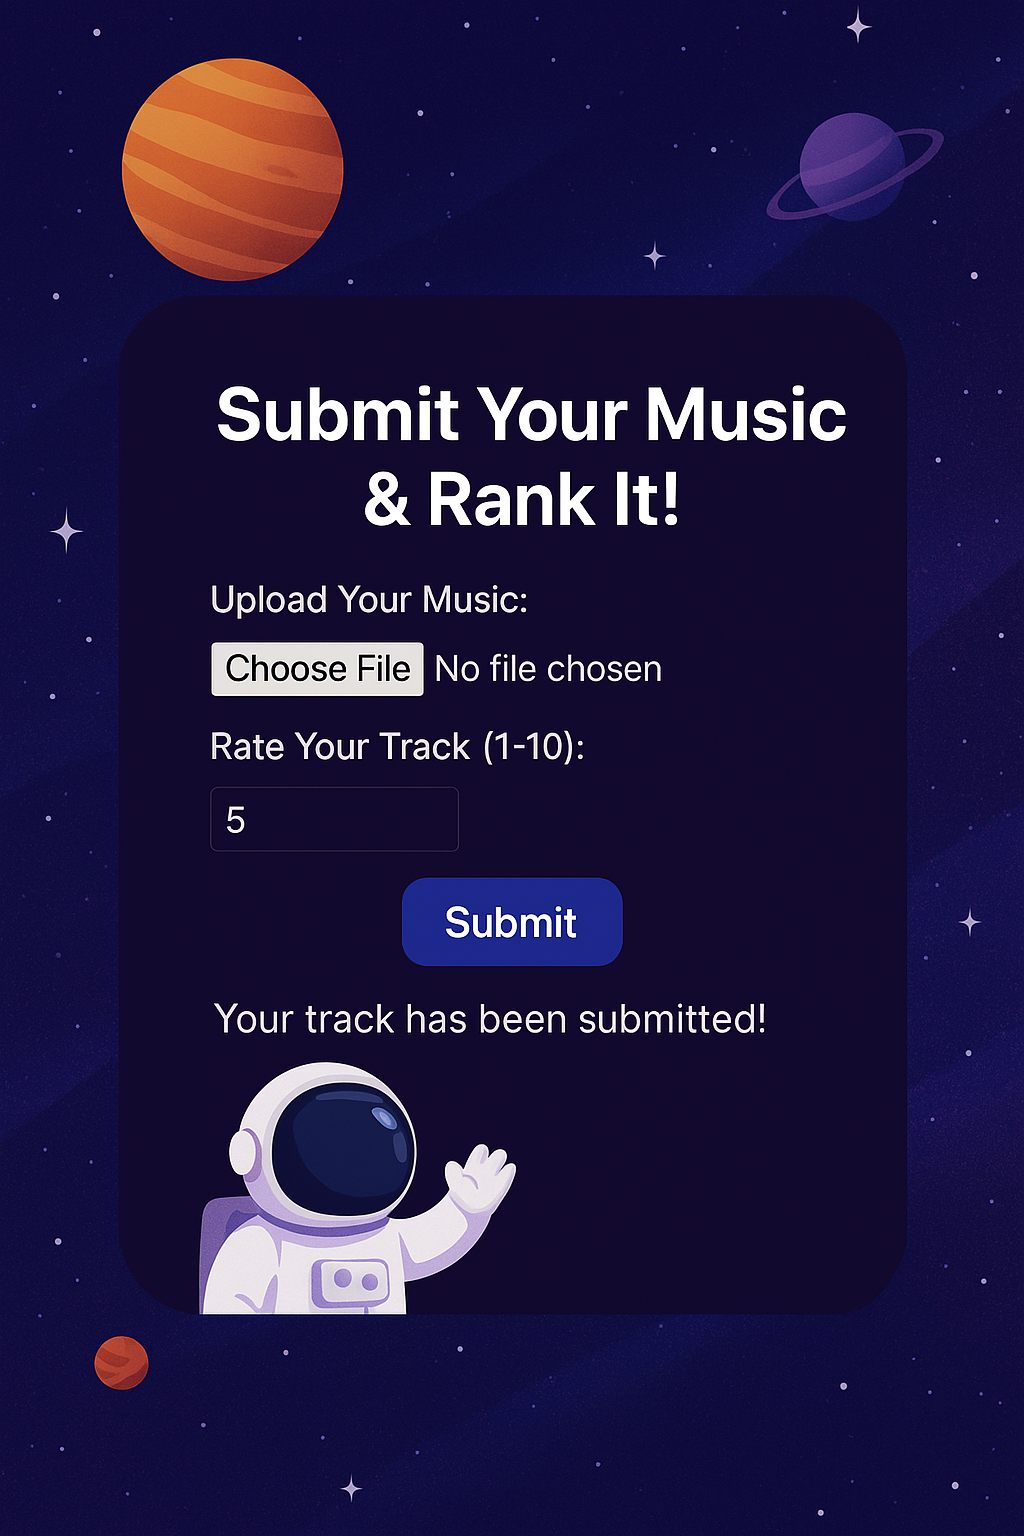 Submit Your Music
& Rank It!
Upload Your Music:
Choose File No file chosen
Rate Your Track (1-10):
5
Submit
Your track has been submitted!